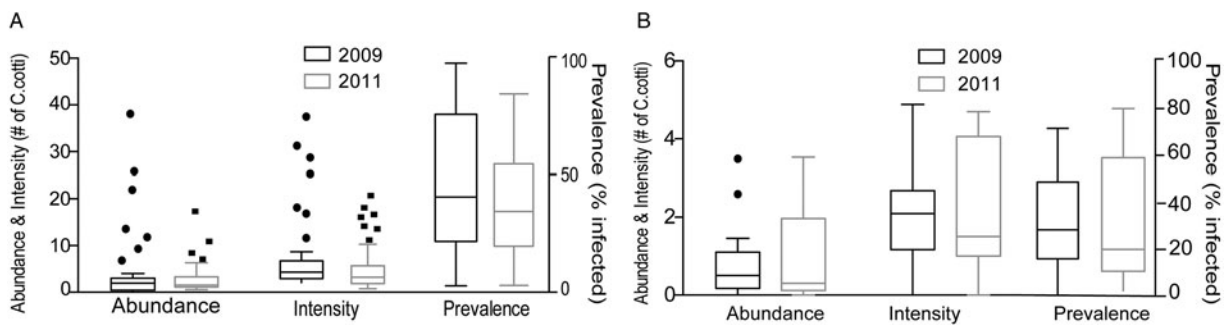 A
Abundance & Intensity (# of C.cotti)
50
40
30
20
10
0
2009
2011
100
50
0
Prevalence (% infected)
Abundance
Intensity
Prevalence
B
Abundance & Intensity (# of C.cotti)
6
4
2
0
2009
2011
100
80
60
40
20
0
Prevalence (% infected)
Abundance
Intensity
Prevalence